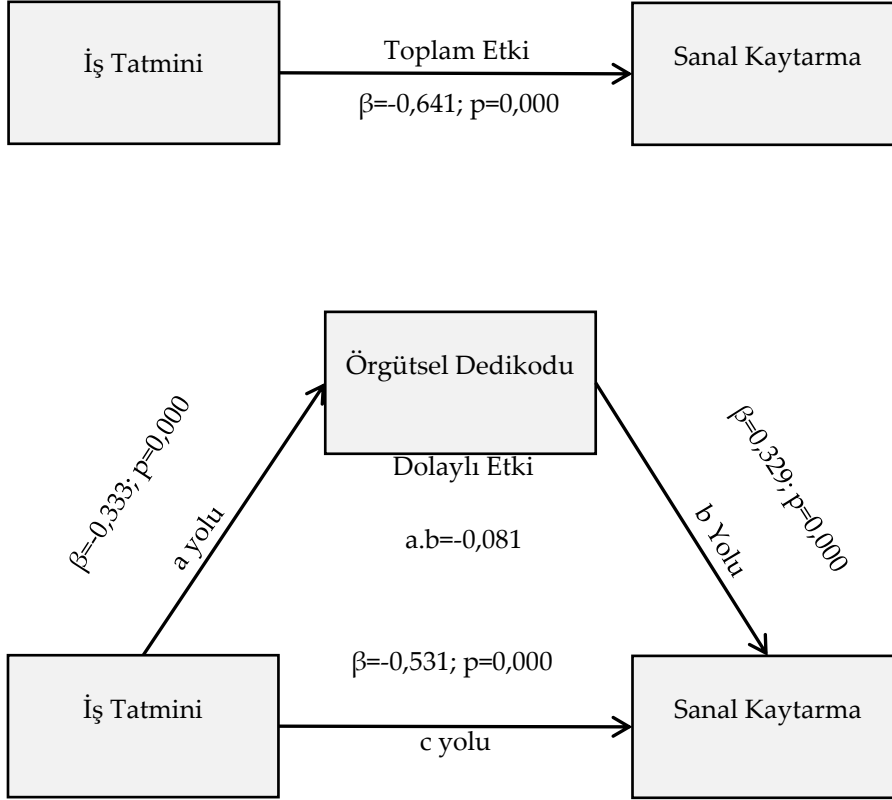 İş Tatmini
Toplam Etki
Sanal Kaytarma
β=-0,641; p=0,000
Örgütsel Dedikodu
Dolaylı Etki
a.b=-0,081
β=-0,333; p=0,000
a yolu
β=0,329; p=0,000
b Yolu
β=-0,531; p=0,000
İş Tatmini
Sanal Kaytarma
c yolu